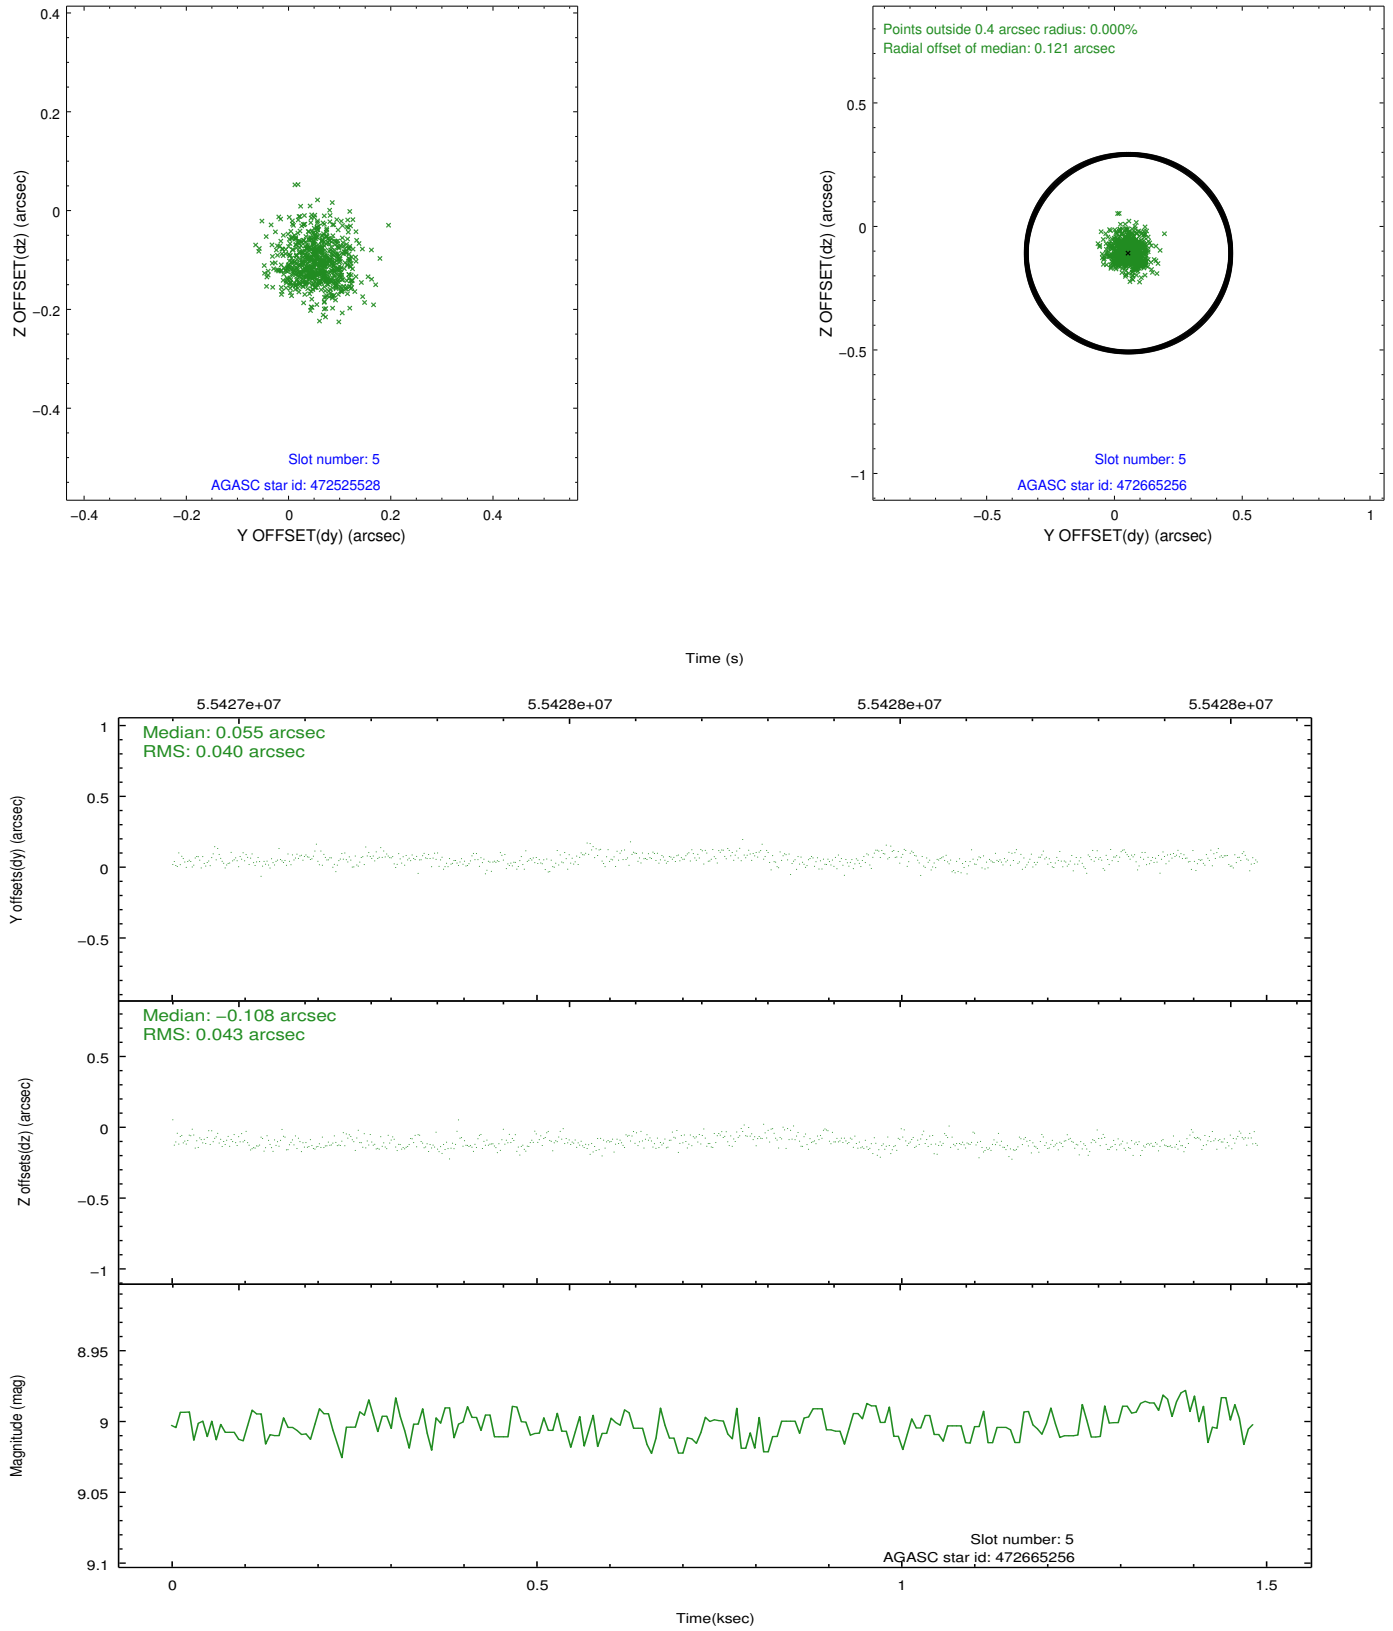 0.4
0.2
0
−0.2
−0.4
Z OFFSET(dz) (arcsec)
Slot number: 5
AGASC star id: 472525528
−0.4 −0.2 0 0.2 0.4
Y OFFSET(dy) (arcsec)
Points outside 0.4 arcsec radius: 0.000%
Radial offset of median: 0.121 arcsec
0.5
0
−0.5
−1
Z OFFSET(dz) (arcsec)
Slot number: 5
AGASC star id: 472665256
−0.5 0 0.5 1
Y OFFSET(dy) (arcsec)
Time (s)
5.5427e+07 5.5428e+07 5.5428e+07 5.5428e+07
Median: 0.055 arcsec
RMS: 0.040 arcsec
1
0.5
0
−0.5
Y offsets(dy) (arcsec)
Median: −0.108 arcsec
RMS: 0.043 arcsec
0.5
0
−0.5
−1
Z offsets(dz) (arcsec)
8.95
9
9.05
9.1
Magnitude (mag)
Slot number: 5
AGASC star id: 472665256
0 0.5 1 1.5
Time(ksec)